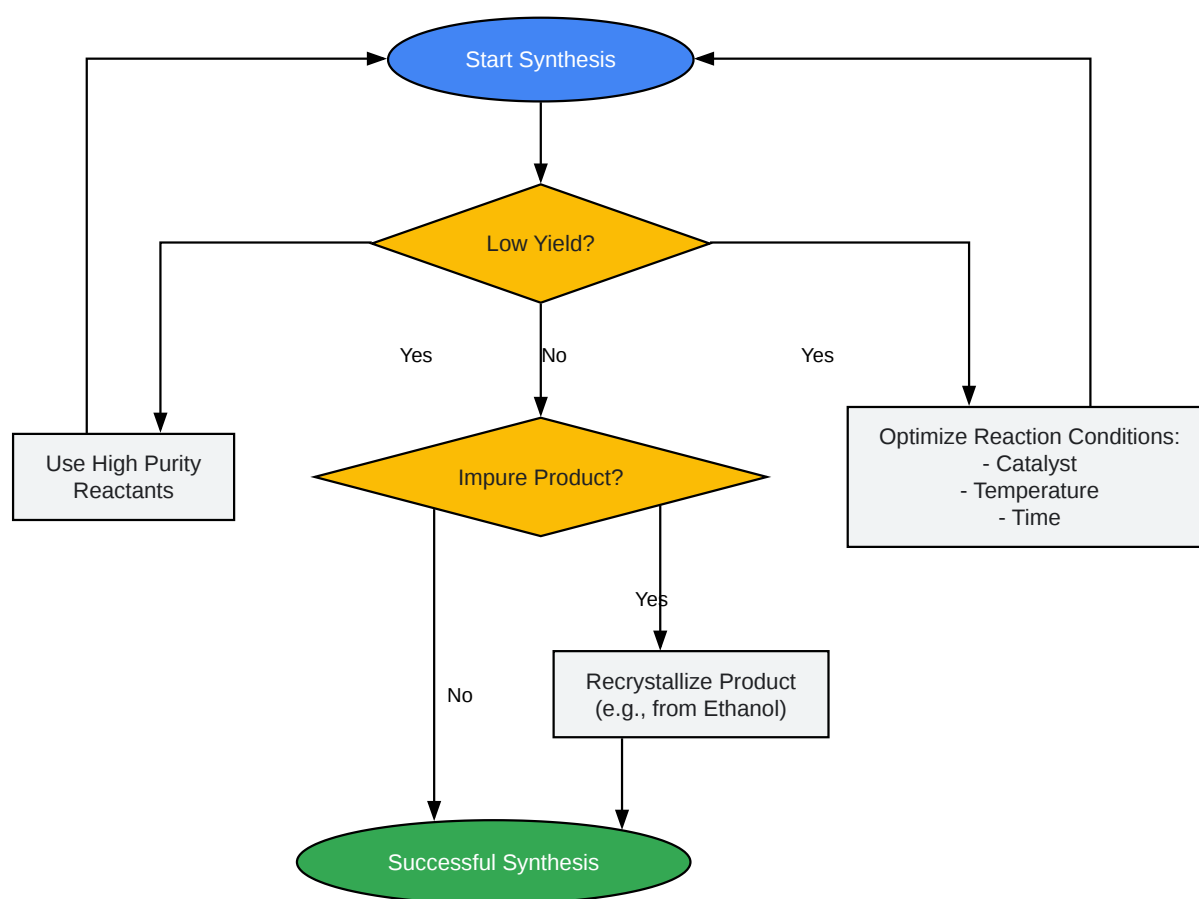 Start Synthesis
Low Yield?
Yes
No
Yes
Use High Purity
Reactants
Impure Product?
Optimize Reaction Conditions:
- Catalyst
- Temperature
- Time
Yes
No
Recrystallize Product
(e.g., from Ethanol)
Successful Synthesis